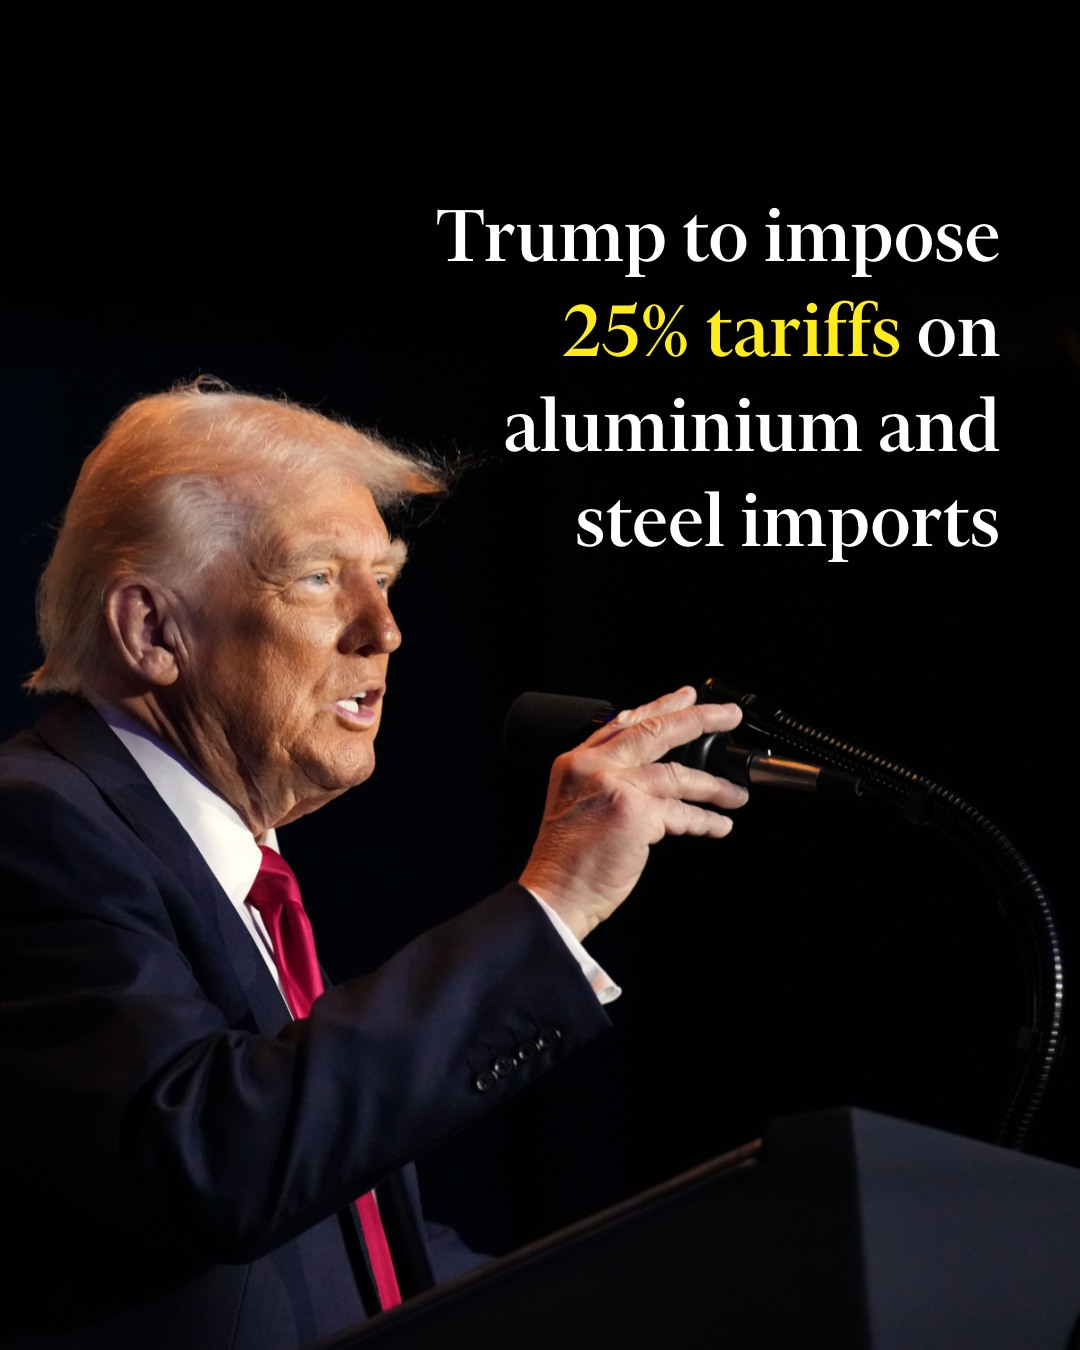 Trump to impose
25% tariffs on
aluminium and
steel imports